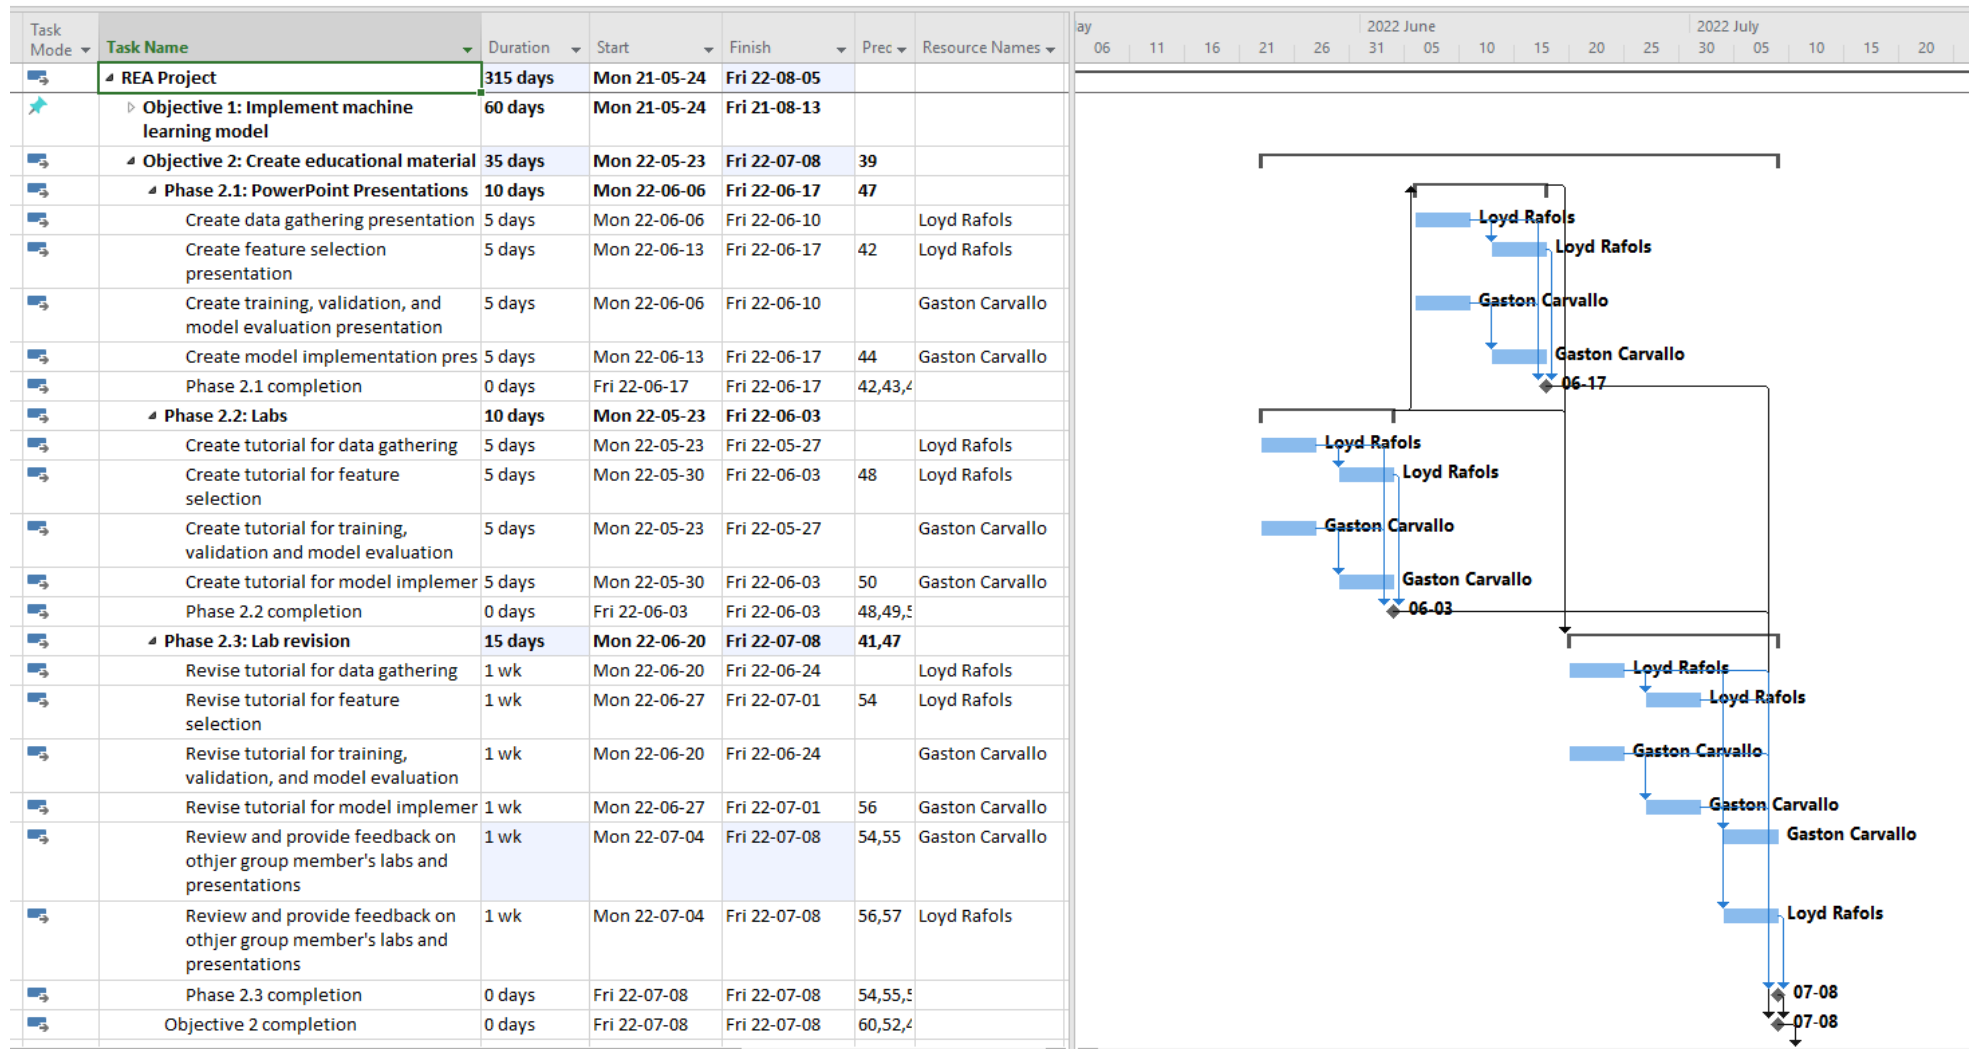 Task Mode Task Name Duration Start Finish Prec Resource Names
ay 2022 June 2022 July
06 11 16 21 26 31 05 10 15 20 25 30 05 10 15 20
REA Project 315 days Mon 21-05-24 Fri 22-08-05
Objective 1: Implement machine 60 days Mon 21-05-24 Fri 21-08-13
learning model
Objective 2: Create educational material 35 days Mon 22-05-23 Fri 22-07-08 39
Phase 2.1: PowerPoint Presentations 10 days Mon 22-06-06 Fri 22-06-17 47
Create data gathering presentation 5 days Mon 22-06-06 Fri 22-06-10 Loyd Rafols Loyd Rafols
Create feature selection 5 days Mon 22-06-13 Fri 22-06-17 42 Loyd Rafols Loyd Rafols
presentation
Create training, validation, and 5 days Mon 22-06-06 Fri 22-06-10 Gaston Carvallo Gaston Carvallo
model evaluation presentation
Create model implementation pres 5 days Mon 22-06-13 Fri 22-06-17 44 Gaston Carvallo Gaston Carvallo
Phase 2.1 completion 0 days Fri 22-06-17 Fri 22-06-17 42,43,4 06-17
Phase 2.2: Labs 10 days Mon 22-05-23 Fri 22-06-03
Create tutorial for data gathering 5 days Mon 22-05-23 Fri 22-05-27 Loyd Rafols Loyd Rafols
Create tutorial for feature 5 days Mon 22-05-30 Fri 22-06-03 48 Loyd Rafols Loyd Rafols
selection
Create tutorial for training, 5 days Mon 22-05-23 Fri 22-05-27 Gaston Carvallo Gaston Carvallo
validation and model evaluation
Create tutorial for model implemer 5 days Mon 22-05-30 Fri 22-06-03 50 Gaston Carvallo Gaston Carvallo
Phase 2.2 completion 0 days Fri 22-06-03 Fri 22-06-03 48,49,5 06-03
Phase 2.3: Lab revision 15 days Mon 22-06-20 Fri 22-07-08 41,47
Revise tutorial for data gathering 1 wk Mon 22-06-20 Fri 22-06-24 Loyd Rafols Loyd Rafols
Revise tutorial for feature 1 wk Mon 22-06-27 Fri 22-07-01 54 Loyd Rafols Loyd Rafols
selection
Revise tutorial for training, 1 wk Mon 22-06-20 Fri 22-06-24 Gaston Carvallo Gaston Carvallo
validation, and model evaluation
Revise tutorial for model implemer 1 wk Mon 22-06-27 Fri 22-07-01 56 Gaston Carvallo Gaston Carvallo
Review and provide feedback on 1 wk Mon 22-07-04 Fri 22-07-08 54,55 Gaston Carvallo Gaston Carvallo
othjer group member's labs and
presentations
Review and provide feedback on 1 wk Mon 22-07-04 Fri 22-07-08 56,57 Loyd Rafols Loyd Rafols
othjer group member's labs and
presentations
Phase 2.3 completion 0 days Fri 22-07-08 Fri 22-07-08 54,55,5 07-08
Objective 2 completion 0 days Fri 22-07-08 Fri 22-07-08 60,52,4 07-08